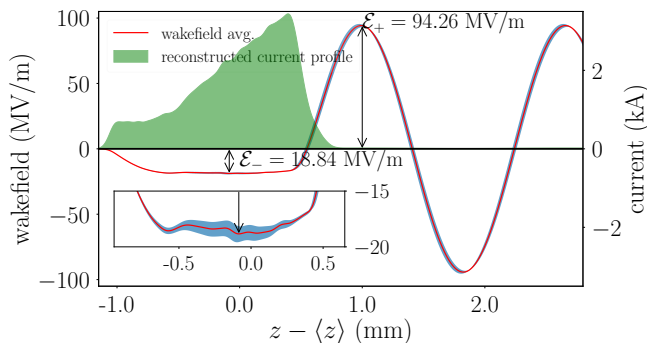 wakefield avg.
reconstructed current profile
ℰ₊ = 94.26 MV/m
ℰ₋ = 18.84 MV/m
wakefield (MV/m)
100
50
0
−50
−100
current (kA)
2
0
−2
−15
−20
-0.5
0.0
0.5
-1.0
0.0
1.0
2.0
z − ⟨z⟩ (mm)